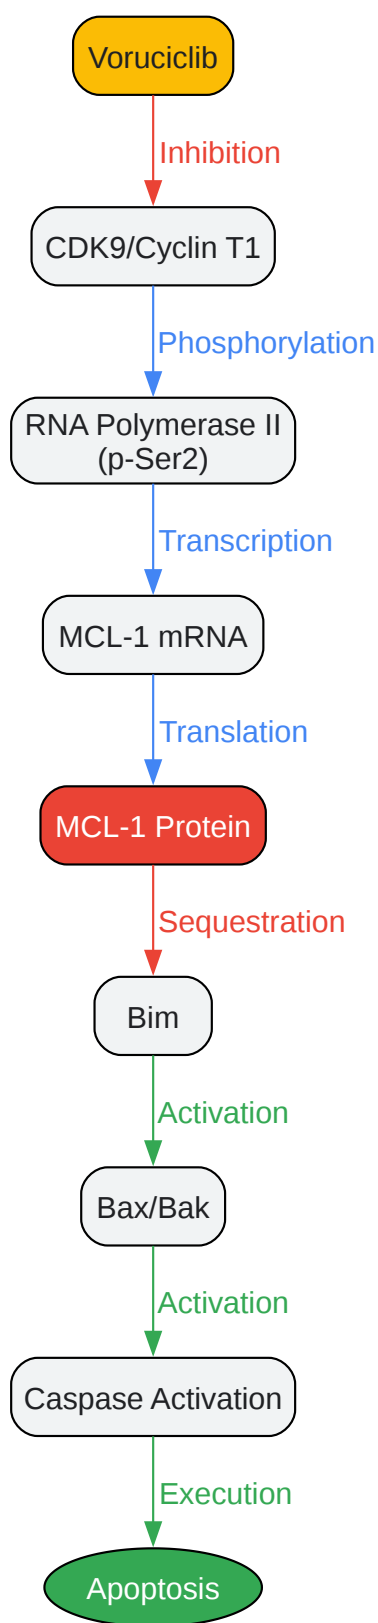 Voruciclib
Inhibition
CDK9/Cyclin T1
Phosphorylation
RNA Polymerase II
(p-Ser2)
Transcription
MCL-1 mRNA
Translation
MCL-1 Protein
Sequestration
Bim
Activation
Bax/Bak
Activation
Caspase Activation
Execution
Apoptosis